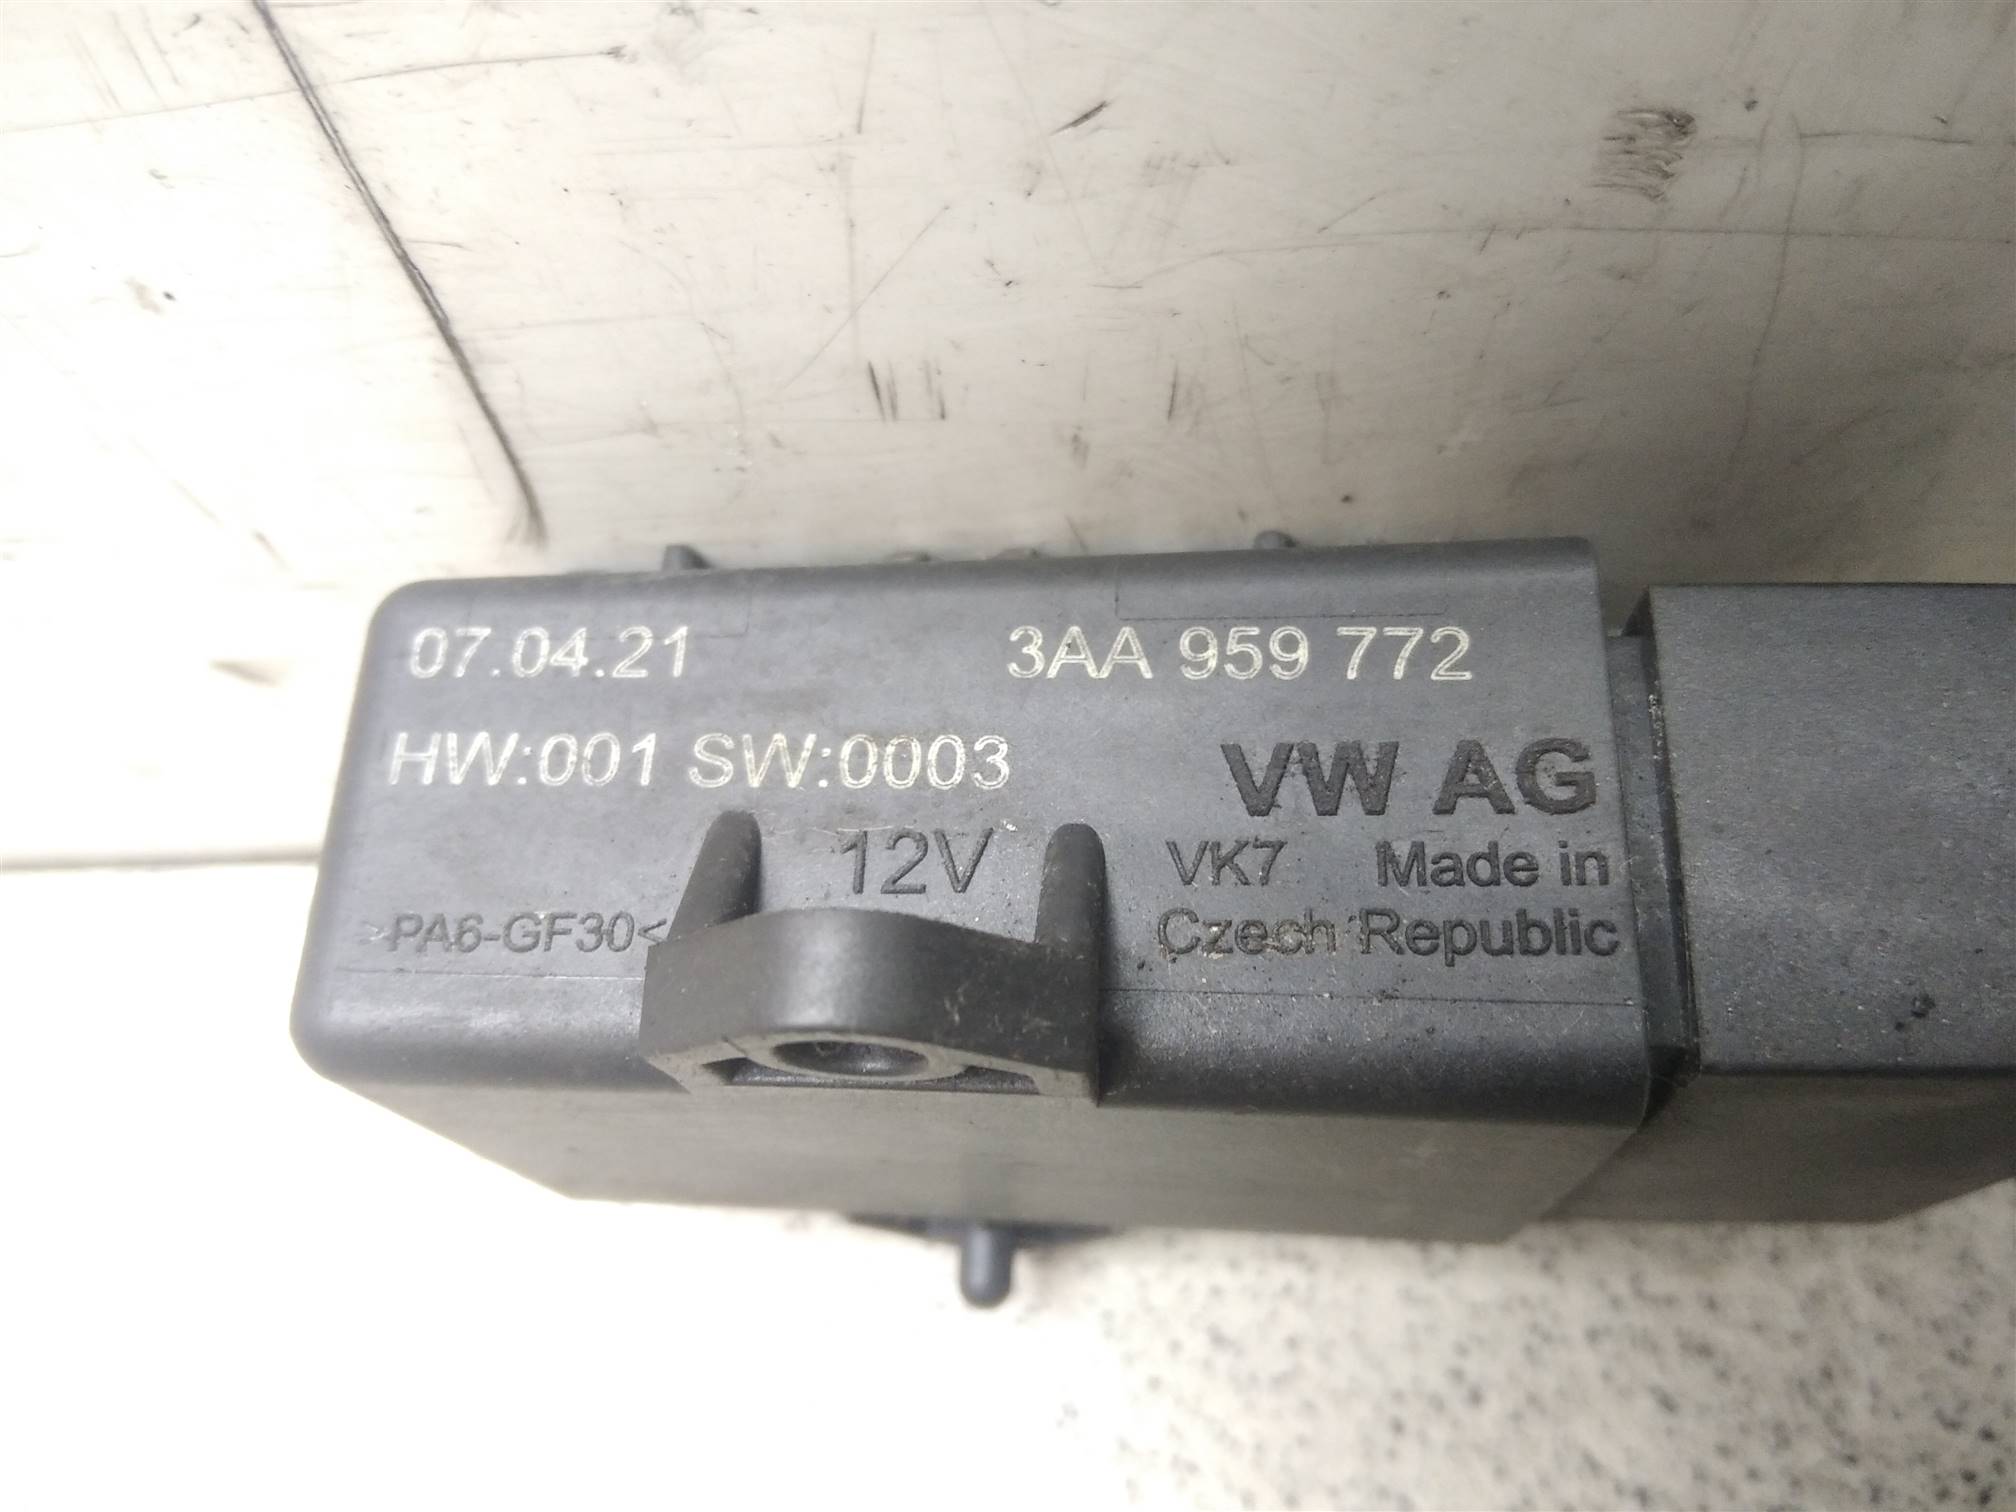 07.04.21 3AA 959 772
HW:001 SW:0003 VW AG
12V VK7 Made in
>PA6-GF30< Czech Republic